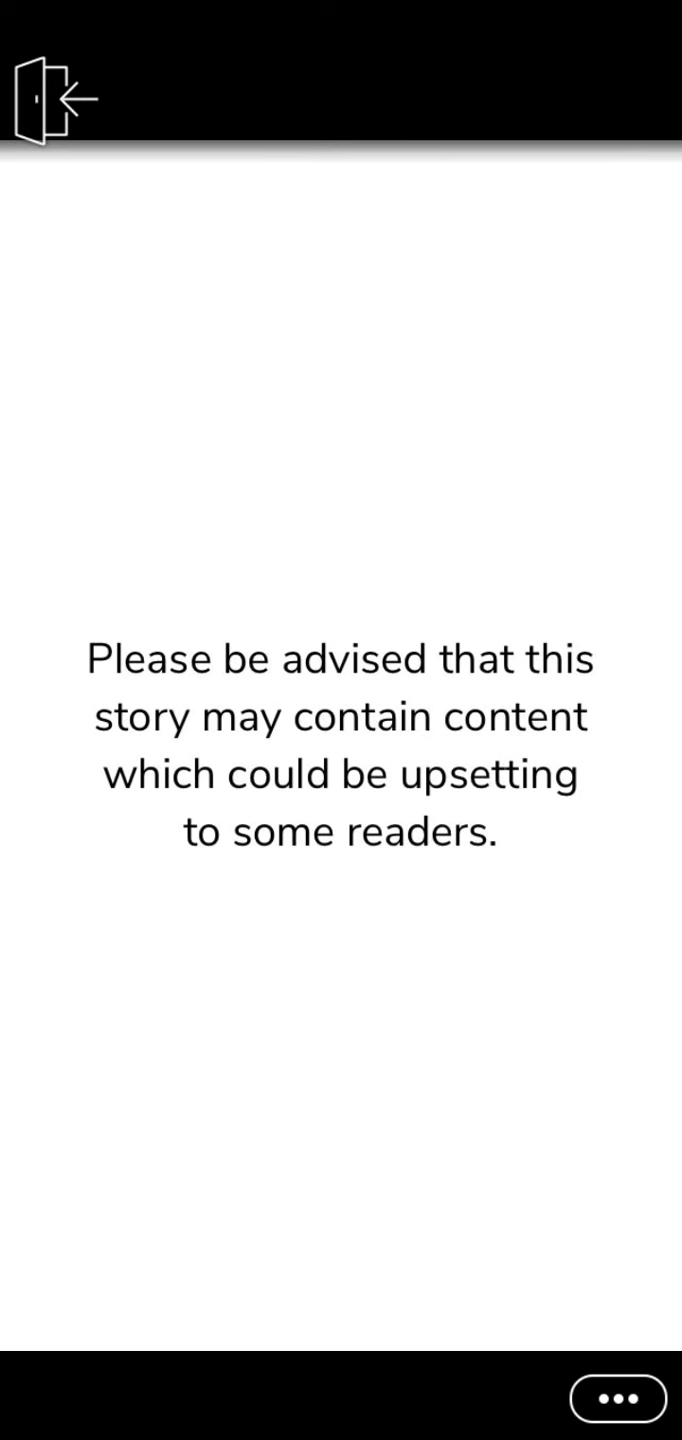 Please be advised that this
story may contain content
which could be upsetting
to some readers.